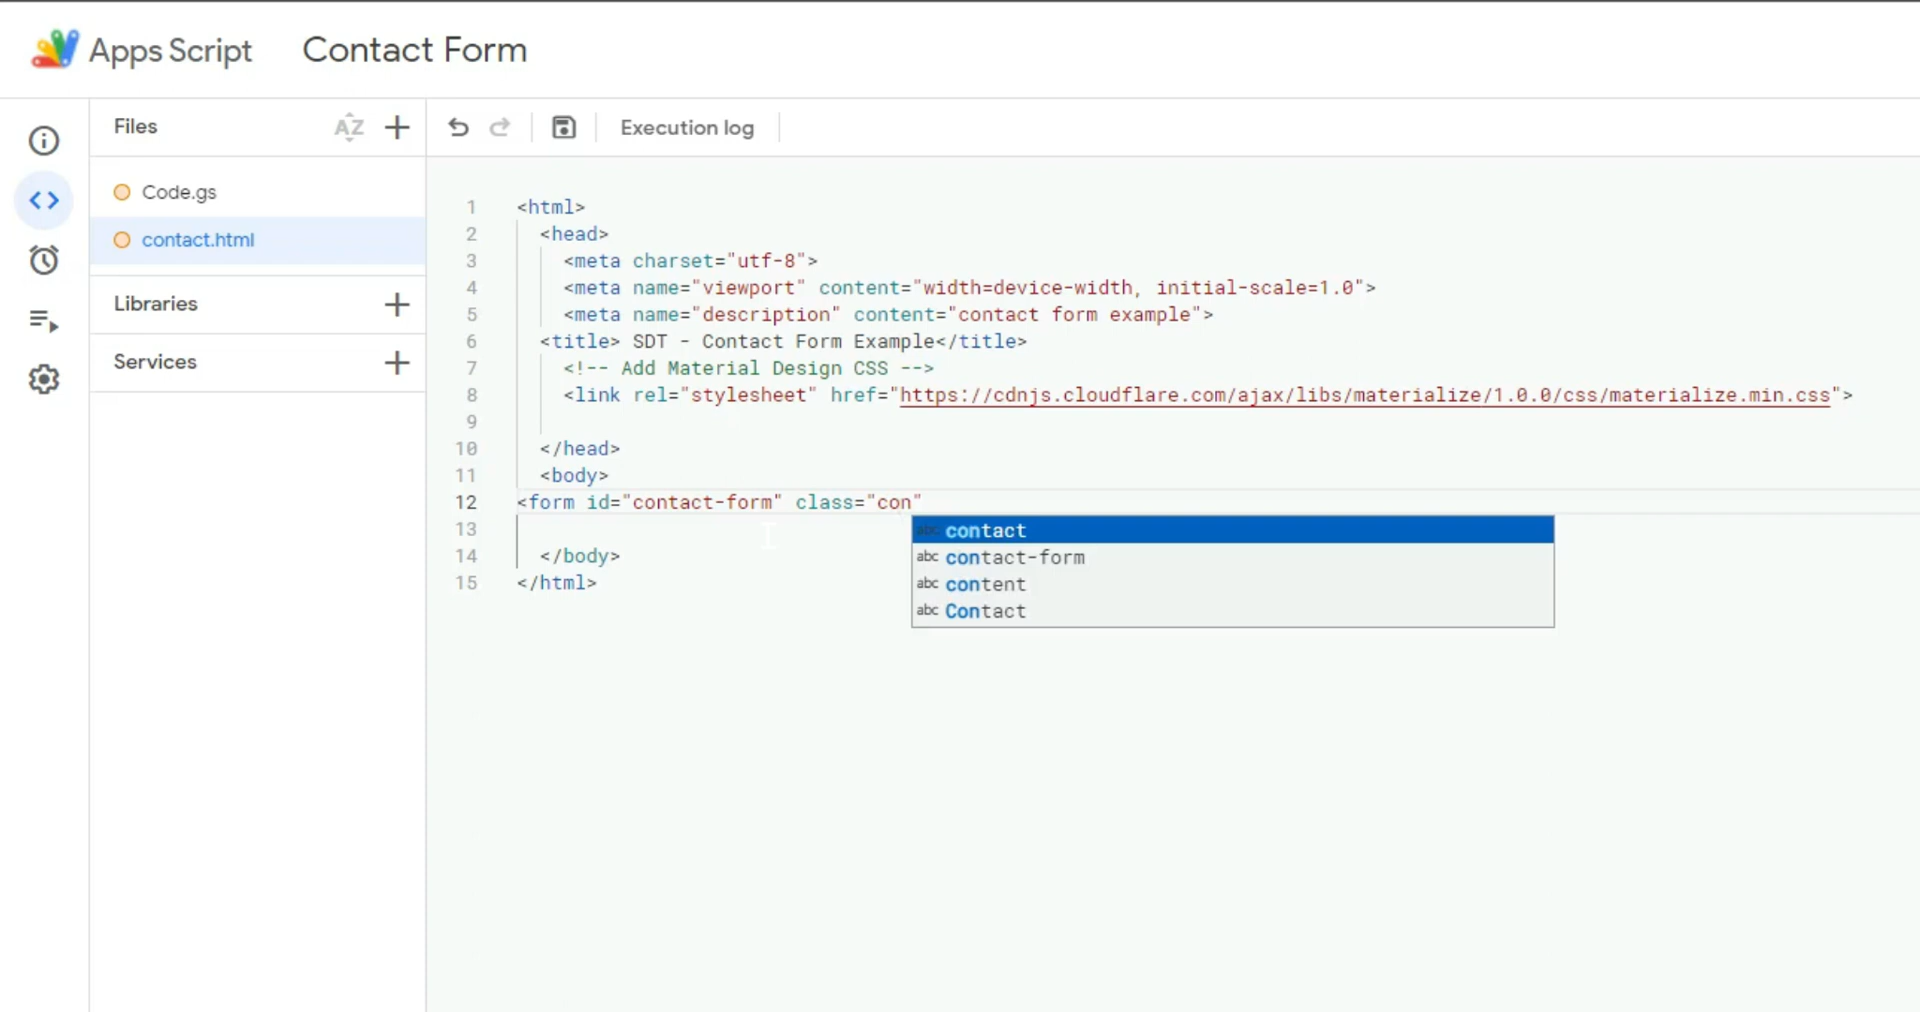 Apps Script Contact Form
Files AZ
Execution log
Code.gs
contact.html
Libraries
Services
1 <html>
2 <head>
3 <meta charset="utf-8">
4 <meta name="viewport" content="width=device-width, initial-scale=1.0">
5 <meta name="description" content="contact form example">
6 <title> SDT - Contact Form Example</title>
7 <!-- Add Material Design CSS -->
8 <link rel="stylesheet" href="https://cdnjs.cloudflare.com/ajax/libs/materialize/1.0.0/css/materialize.min.css">
9
10 </head>
11 <body>
12 <form id="contact-form" class="con"
13
14 </body>
15 </html>
abc contact
abc contact-form
abc content
abc Contact